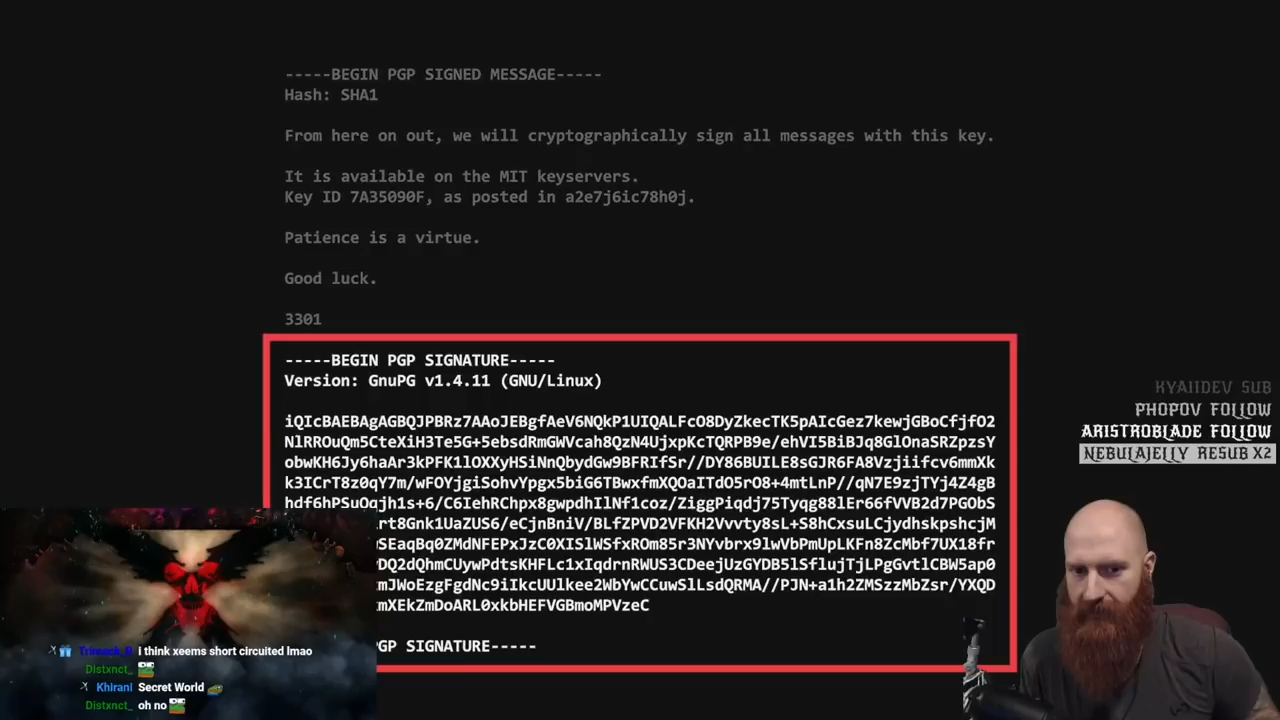 -----BEGIN PGP SIGNED MESSAGE-----
Hash: SHA1
From here on out, we will cryptographically sign all messages with this key.
It is available on the MIT keyservers.
Key ID 7A35090F, as posted in a2e7j6ic78h0j.
Patience is a virtue.
Good luck.
3301
-----BEGIN PGP SIGNATURE-----
Version: GnuPG v1.4.11 (GNU/Linux)
iQIcBAEBAgAGBQJPBRz7AAoJEBgfAeV6NQkP1UIQALFcO8DyZkecTK5pAIcGez7kewjGBoCfjfO2
NlRROuQm5CteXiH3Te5G+5ebsdRmGWVcah8QzN4UjxpKcTQRPB9e/ehVI5BiBJq8GlOnaSRZpzsY
obwKH6Jy6haAr3kPFK1lOXXyHSiNnQbydGw9BFRIfSr//DY86BUILE8sGJR6FA8Vzjiifcv6mmXk
k3ICrT8z0qY7m/wFOYjgiSohvYpgx5biG6TBwxfmXQOaITdO5rO8+4mtLnP//qN7E9zjTYj4Z4gB
hdf6hPSuOqjh1s+6/C6IehRChpx8gwpdhIlNf1coz/ZiggPiqdj75Tyqg88lEr66fVVB2d7PGObS
rt8Gnk1UaZUS6/eCjnBniV/BLfZPVD2VFKH2Vvvty8sL+S8hCxsuLCjydhskpshcjM
SEaqBq0ZMdNFEPxJzC0XISlWSfxROm85r3NYvbrx9lwVbPmUpLKFn8ZcMbf7UX18fr
DQ2dQhmCUywPdtsKHFLc1xIqdrnRWUS3CDeejUzGYDB5lSflujTjLPgGvtlCBW5ap0
mJWoEzgFgdNc9iIkcUUlkee2WbYwCCuwSlLsdQRMA//PJN+a1h2ZMSzzMbZsr/YXQD
mXEkZmDoARL0xkbHEFVGBmoMPVzeC
PGP SIGNATURE-----
KYAIIDEV SUB
PHOPOV FOLLOW
ARISTROBLADE FOLLOW
NEBULAJELLY RESUB X2
i think xeems short circuited lmao
Distxnct_
Khirani Secret World
Distxnct_ oh no